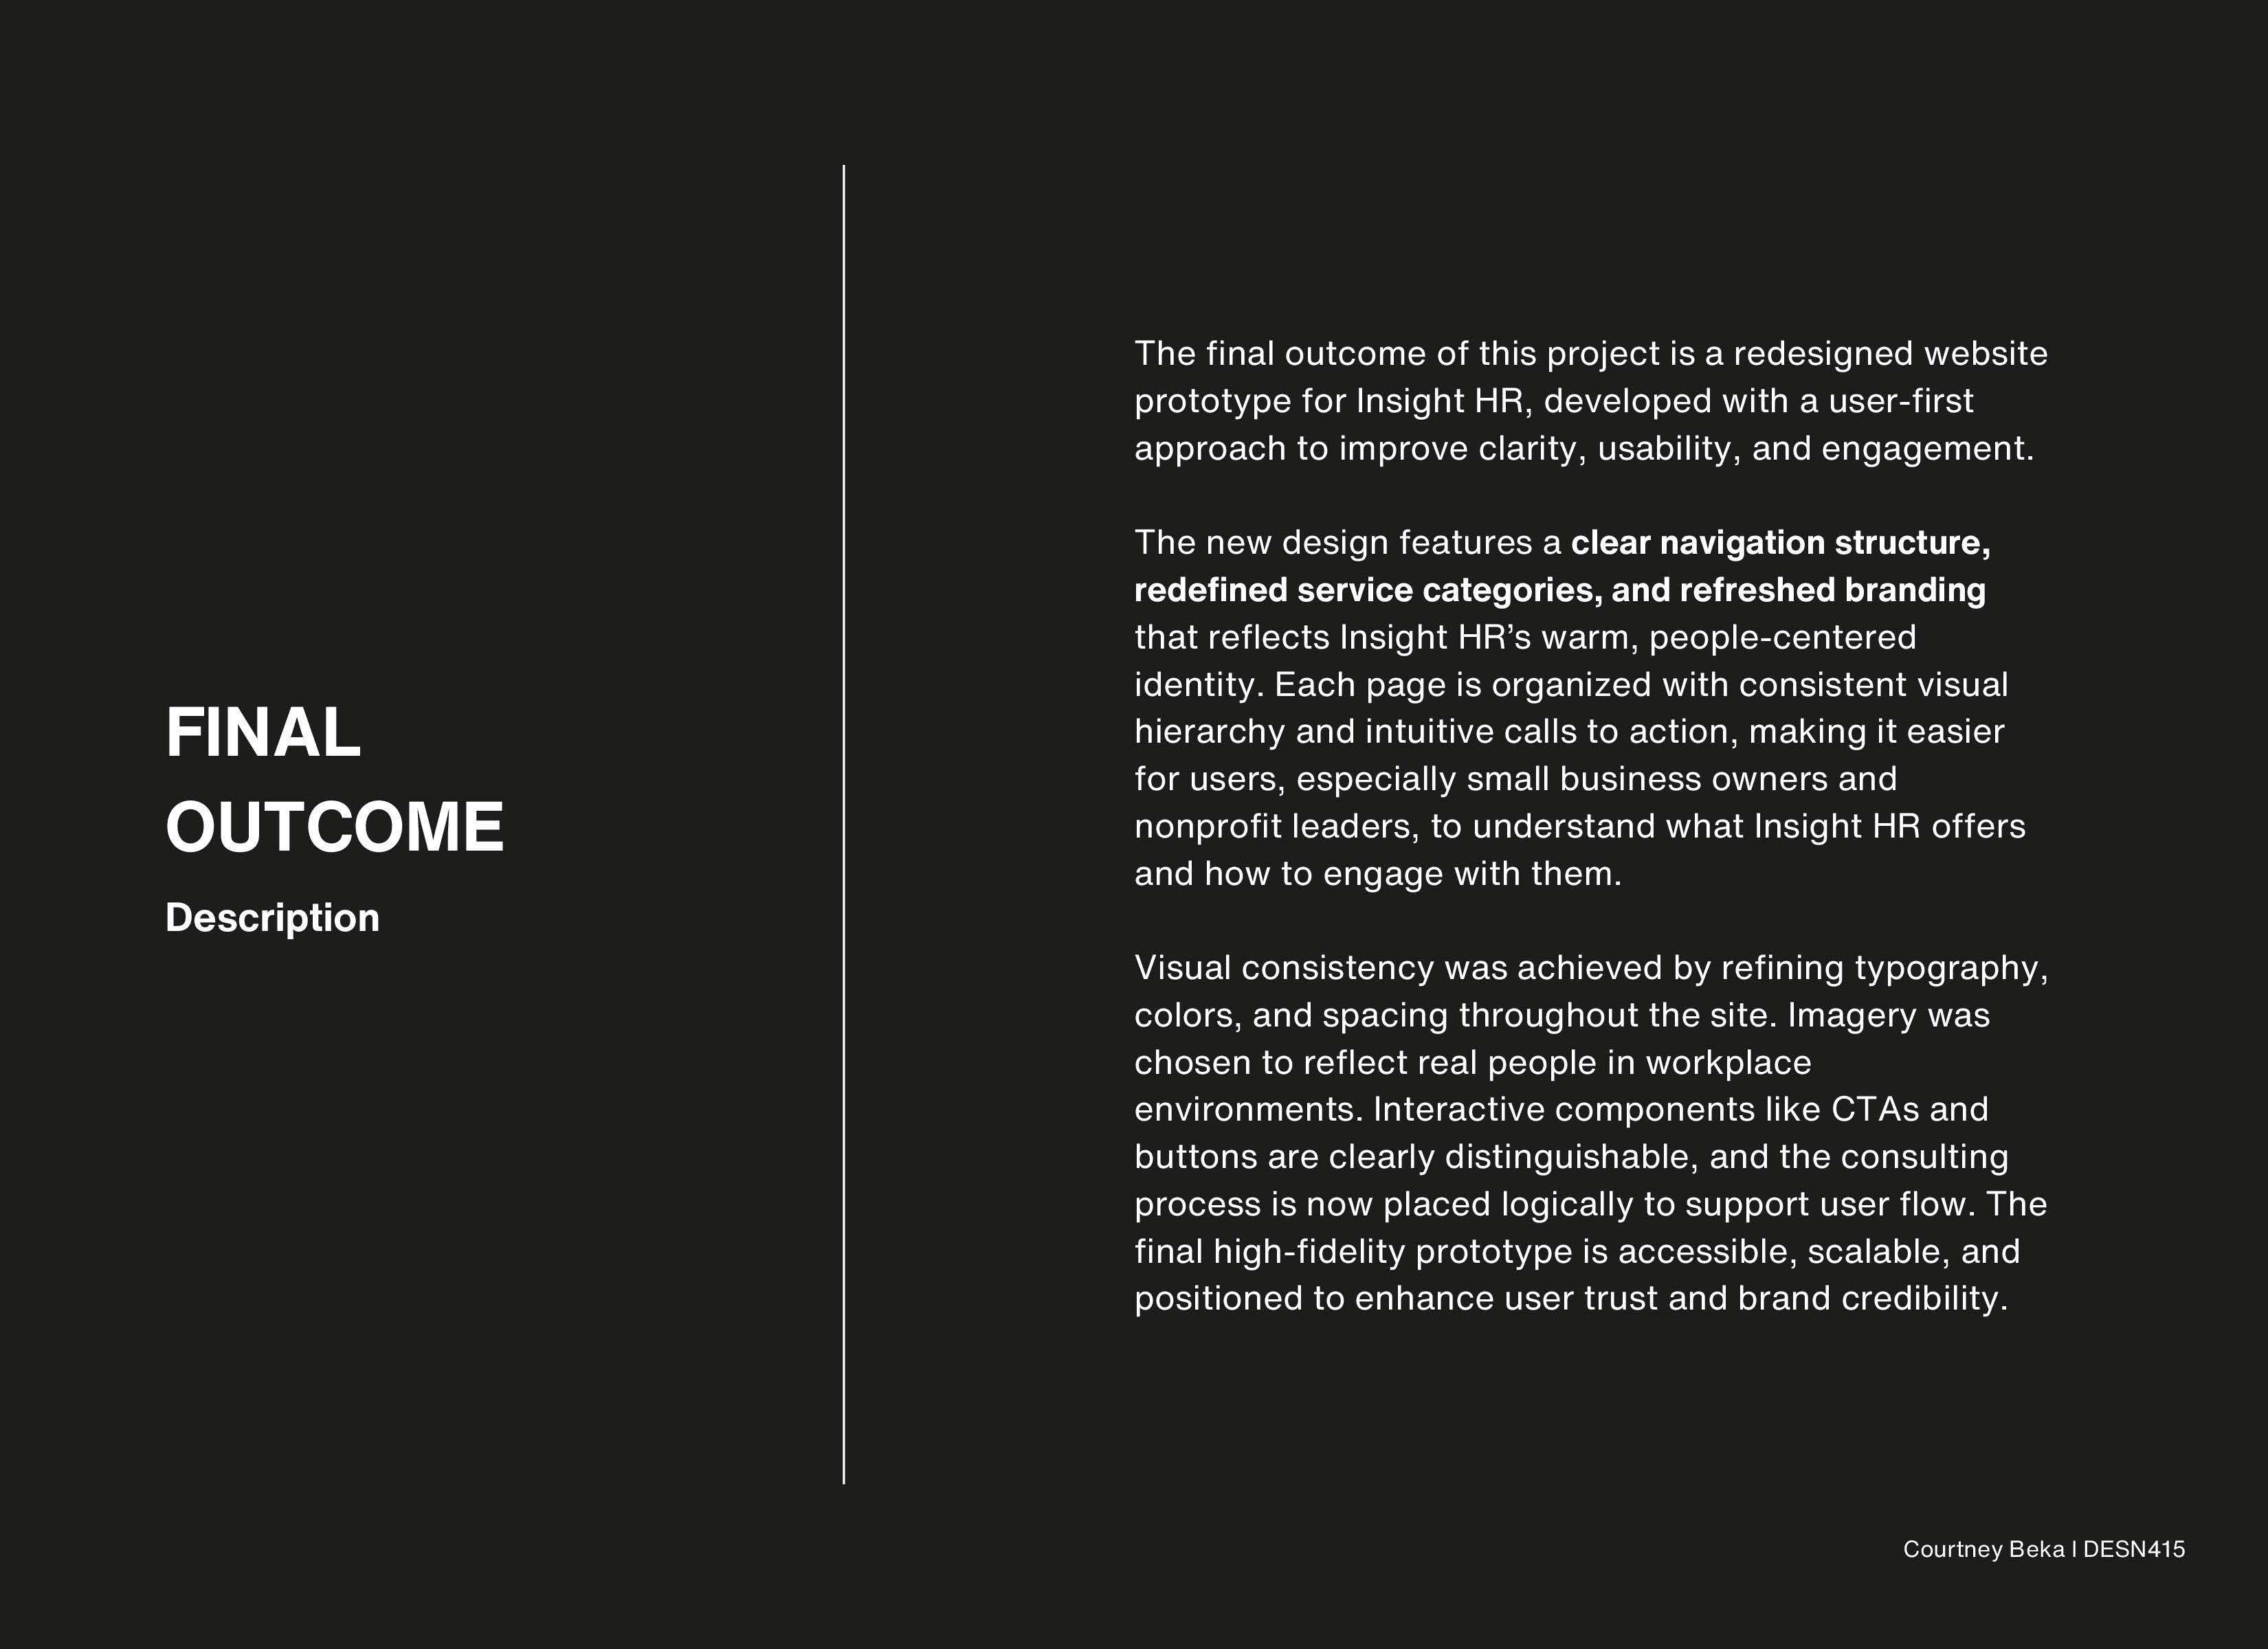 FINAL
OUTCOME
Description
The final outcome of this project is a redesigned website
prototype for Insight HR, developed with a user-first
approach to improve clarity, usability, and engagement.
The new design features a clear navigation structure,
redefined service categories, and refreshed branding
that reflects Insight HR’s warm, people-centered
identity. Each page is organized with consistent visual
hierarchy and intuitive calls to action, making it easier
for users, especially small business owners and
nonprofit leaders, to understand what Insight HR offers
and how to engage with them.
Visual consistency was achieved by refining typography,
colors, and spacing throughout the site. Imagery was
chosen to reflect real people in workplace
environments. Interactive components like CTAs and
buttons are clearly distinguishable, and the consulting
process is now placed logically to support user flow. The
final high-fidelity prototype is accessible, scalable, and
positioned to enhance user trust and brand credibility.
Courtney Beka | DESN415